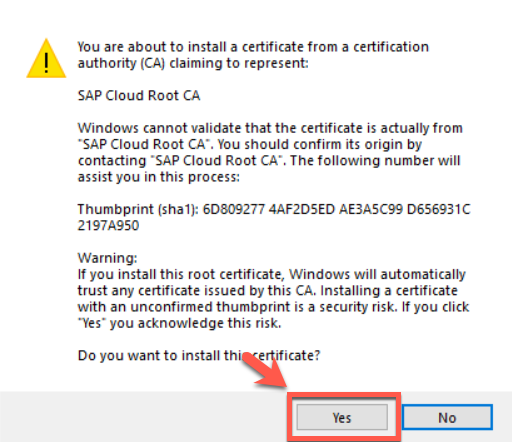 You are about to install a certificate from a certification
authority (CA) claiming to represent:
SAP Cloud Root CA
Windows cannot validate that the certificate is actually from
"SAP Cloud Root CA". You should confirm its origin by
contacting "SAP Cloud Root CA". The following number will
assist you in this process:
Thumbprint (sha1): 6D809277 4AF2D5ED AE3A5C99 D656931C
2197A950
Warning:
If you install this root certificate, Windows will automatically
trust any certificate issued by this CA. Installing a certificate
with an unconfirmed thumbprint is a security risk. If you click
"Yes" you acknowledge this risk.
Do you want to install this certificate?
Yes
No